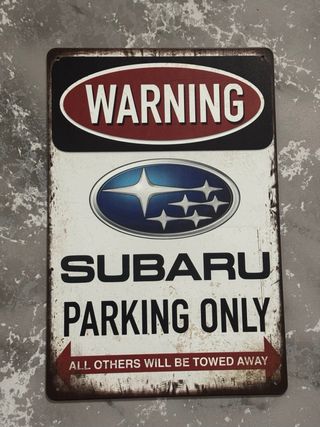 WARNING
SUBARU
PARKING ONLY
ALL OTHERS WILL BE TOWED AWAY